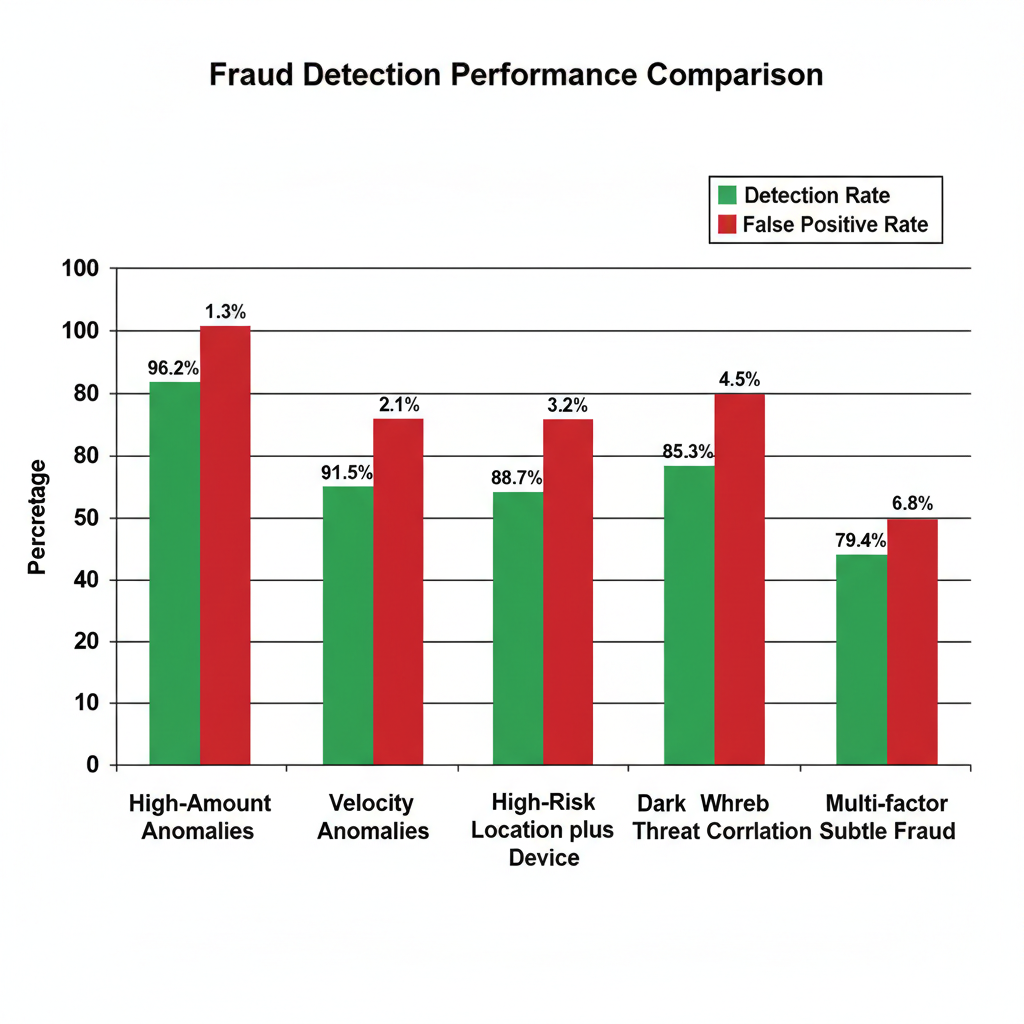 Fraud Detection Performance Comparison
Detection Rate
False Positive Rate
100
100
80
80
50
40
20
10
0
Percretage
96.2%
1.3%
91.5%
2.1%
88.7%
3.2%
85.3%
4.5%
79.4%
6.8%
High-Amount
Anomalies
Velocity
Anomalies
High-Risk
Location plus
Device
Dark Whreb
Threat Corrlation
Multi-factor
Subtle Fraud